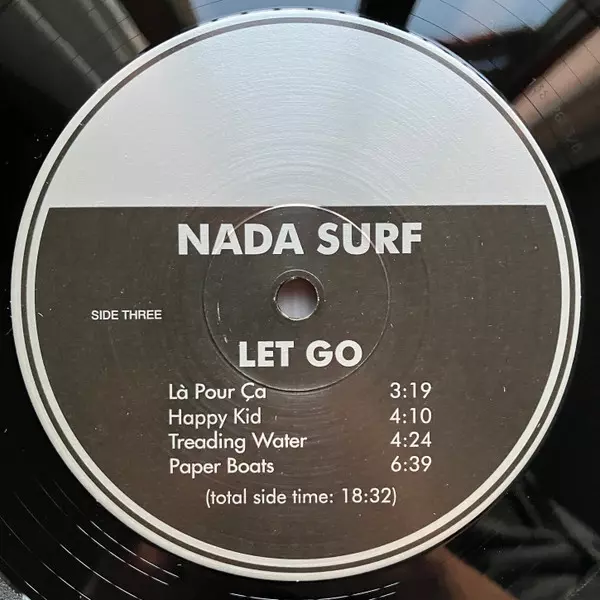 NADA SURF
SIDE THREE
LET GO
Là Pour Ça 3:19
Happy Kid 4:10
Treading Water 4:24
Paper Boats 6:39
(total side time: 18:32)